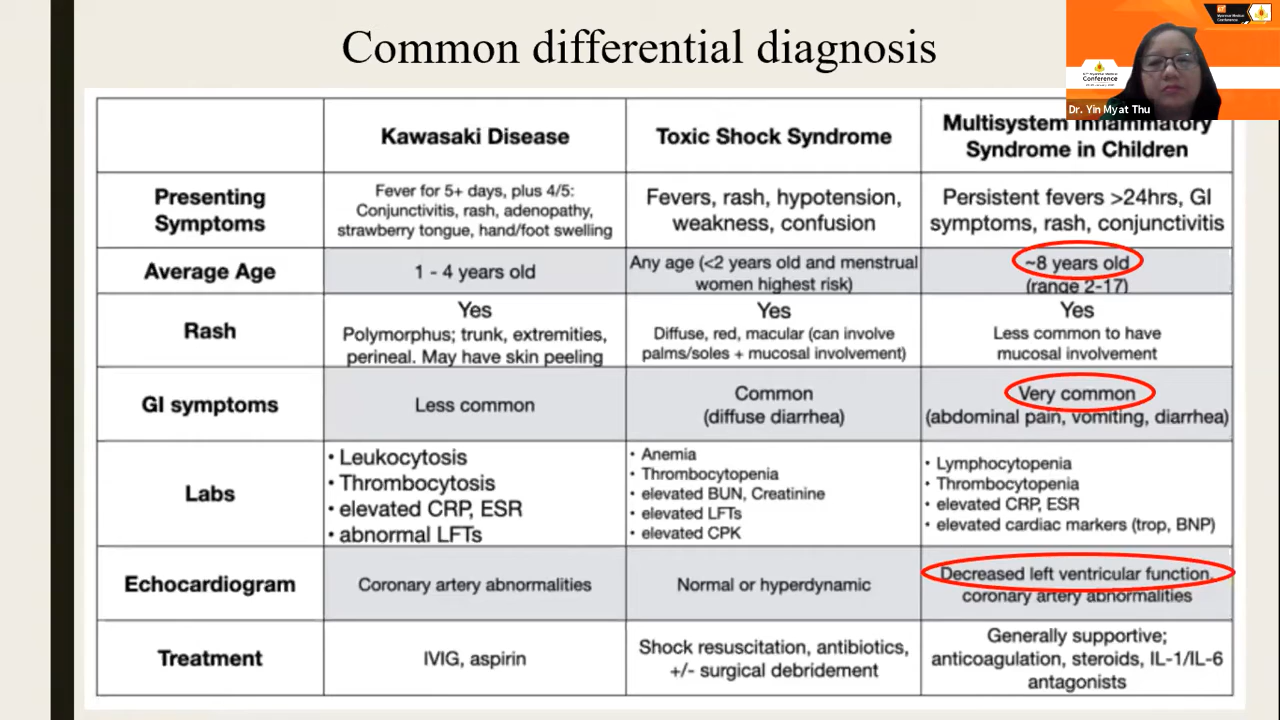 Common differential diagnosis
Myanmar Medical
Conference
Conference
Dr. Yin Myat Thu
Kawasaki Disease
Toxic Shock Syndrome
Multisystem Inflammatory
Syndrome in Children
Presenting
Symptoms
Fever for 5+ days, plus 4/5:
Conjunctivitis, rash, adenopathy,
strawberry tongue, hand/foot swelling
Fevers, rash, hypotension,
weakness, confusion
Persistent fevers >24hrs, GI
symptoms, rash, conjunctivitis
Average Age
1 - 4 years old
Any age (<2 years old and menstrual
women highest risk)
~8 years old
(range 2-17)
Rash
Yes
Polymorphus; trunk, extremities,
perineal. May have skin peeling
Yes
Diffuse, red, macular (can involve
palms/soles + mucosal involvement)
Yes
Less common to have
mucosal involvement
GI symptoms
Less common
Common
(diffuse diarrhea)
Very common
(abdominal pain, vomiting, diarrhea)
Labs
• Leukocytosis
• Thrombocytosis
• elevated CRP, ESR
• abnormal LFTs
• Anemia
• Thrombocytopenia
• elevated BUN, Creatinine
• elevated LFTs
• elevated CPK
• Lymphocytopenia
• Thrombocytopenia
• elevated CRP, ESR
• elevated cardiac markers (trop, BNP)
Echocardiogram
Coronary artery abnormalities
Normal or hyperdynamic
Decreased left ventricular function,
coronary artery abnormalities
Treatment
IVIG, aspirin
Shock resuscitation, antibiotics,
+/- surgical debridement
Generally supportive;
anticoagulation, steroids, IL-1/IL-6
antagonists